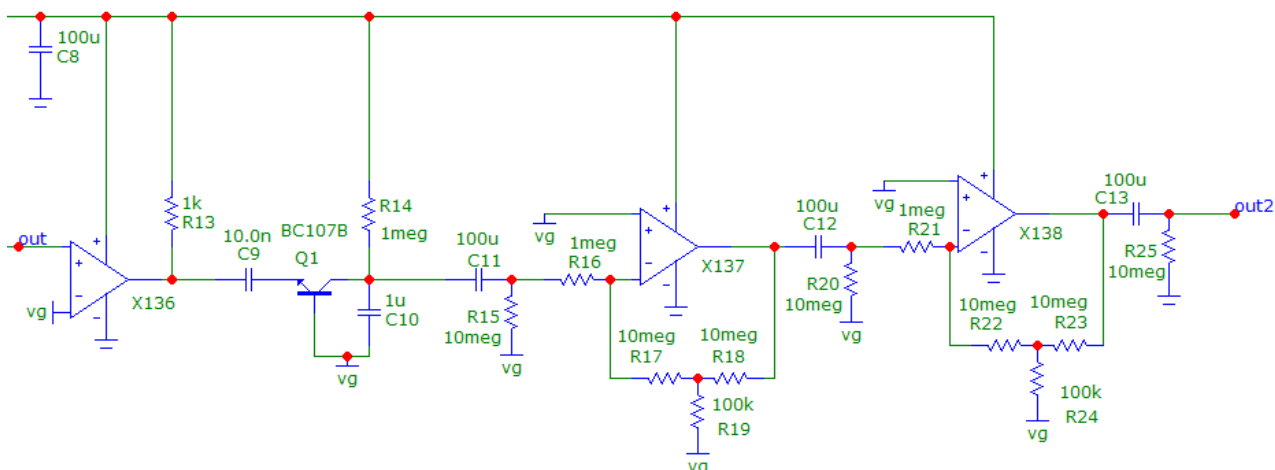 100u
C8
1k
R13
R14
1meg
out
vg
X136
10.0n
C9
BC107B
Q1
1u
C10
vg
100u
C11
R15
10meg
vg
vg
1meg
R16
X137
10meg
R17
10meg
R18
100k
R19
vg
100u
C12
R20
10meg
vg
vg
1meg
R21
X138
10meg
R22
10meg
R23
100k
R24
vg
100u
C13
R25
10meg
out2